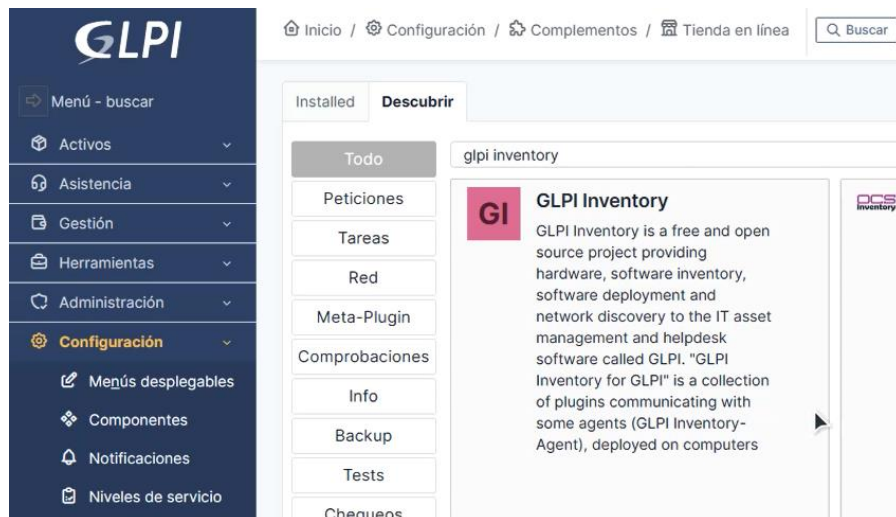 GLPI
Inicio / Configuración / Complementos / Tienda en línea
Buscar
Menú - buscar
Activos
Asistencia
Gestión
Herramientas
Administración
Configuración
Menús desplegables
Componentes
Notificaciones
Niveles de servicio
Installed
Descubrir
Todo
Peticiones
Tareas
Red
Meta-Plugin
Comprobaciones
Info
Backup
Tests
Chequeos
glpi inventory
GI
GLPI Inventory
GLPI Inventory is a free and open
source project providing
hardware, software inventory,
software deployment and
network discovery to the IT asset
management and helpdesk
software called GLPI. "GLPI
Inventory for GLPI" is a collection
of plugins communicating with
some agents (GLPI Inventory-
Agent), deployed on computers
OCS
inventory